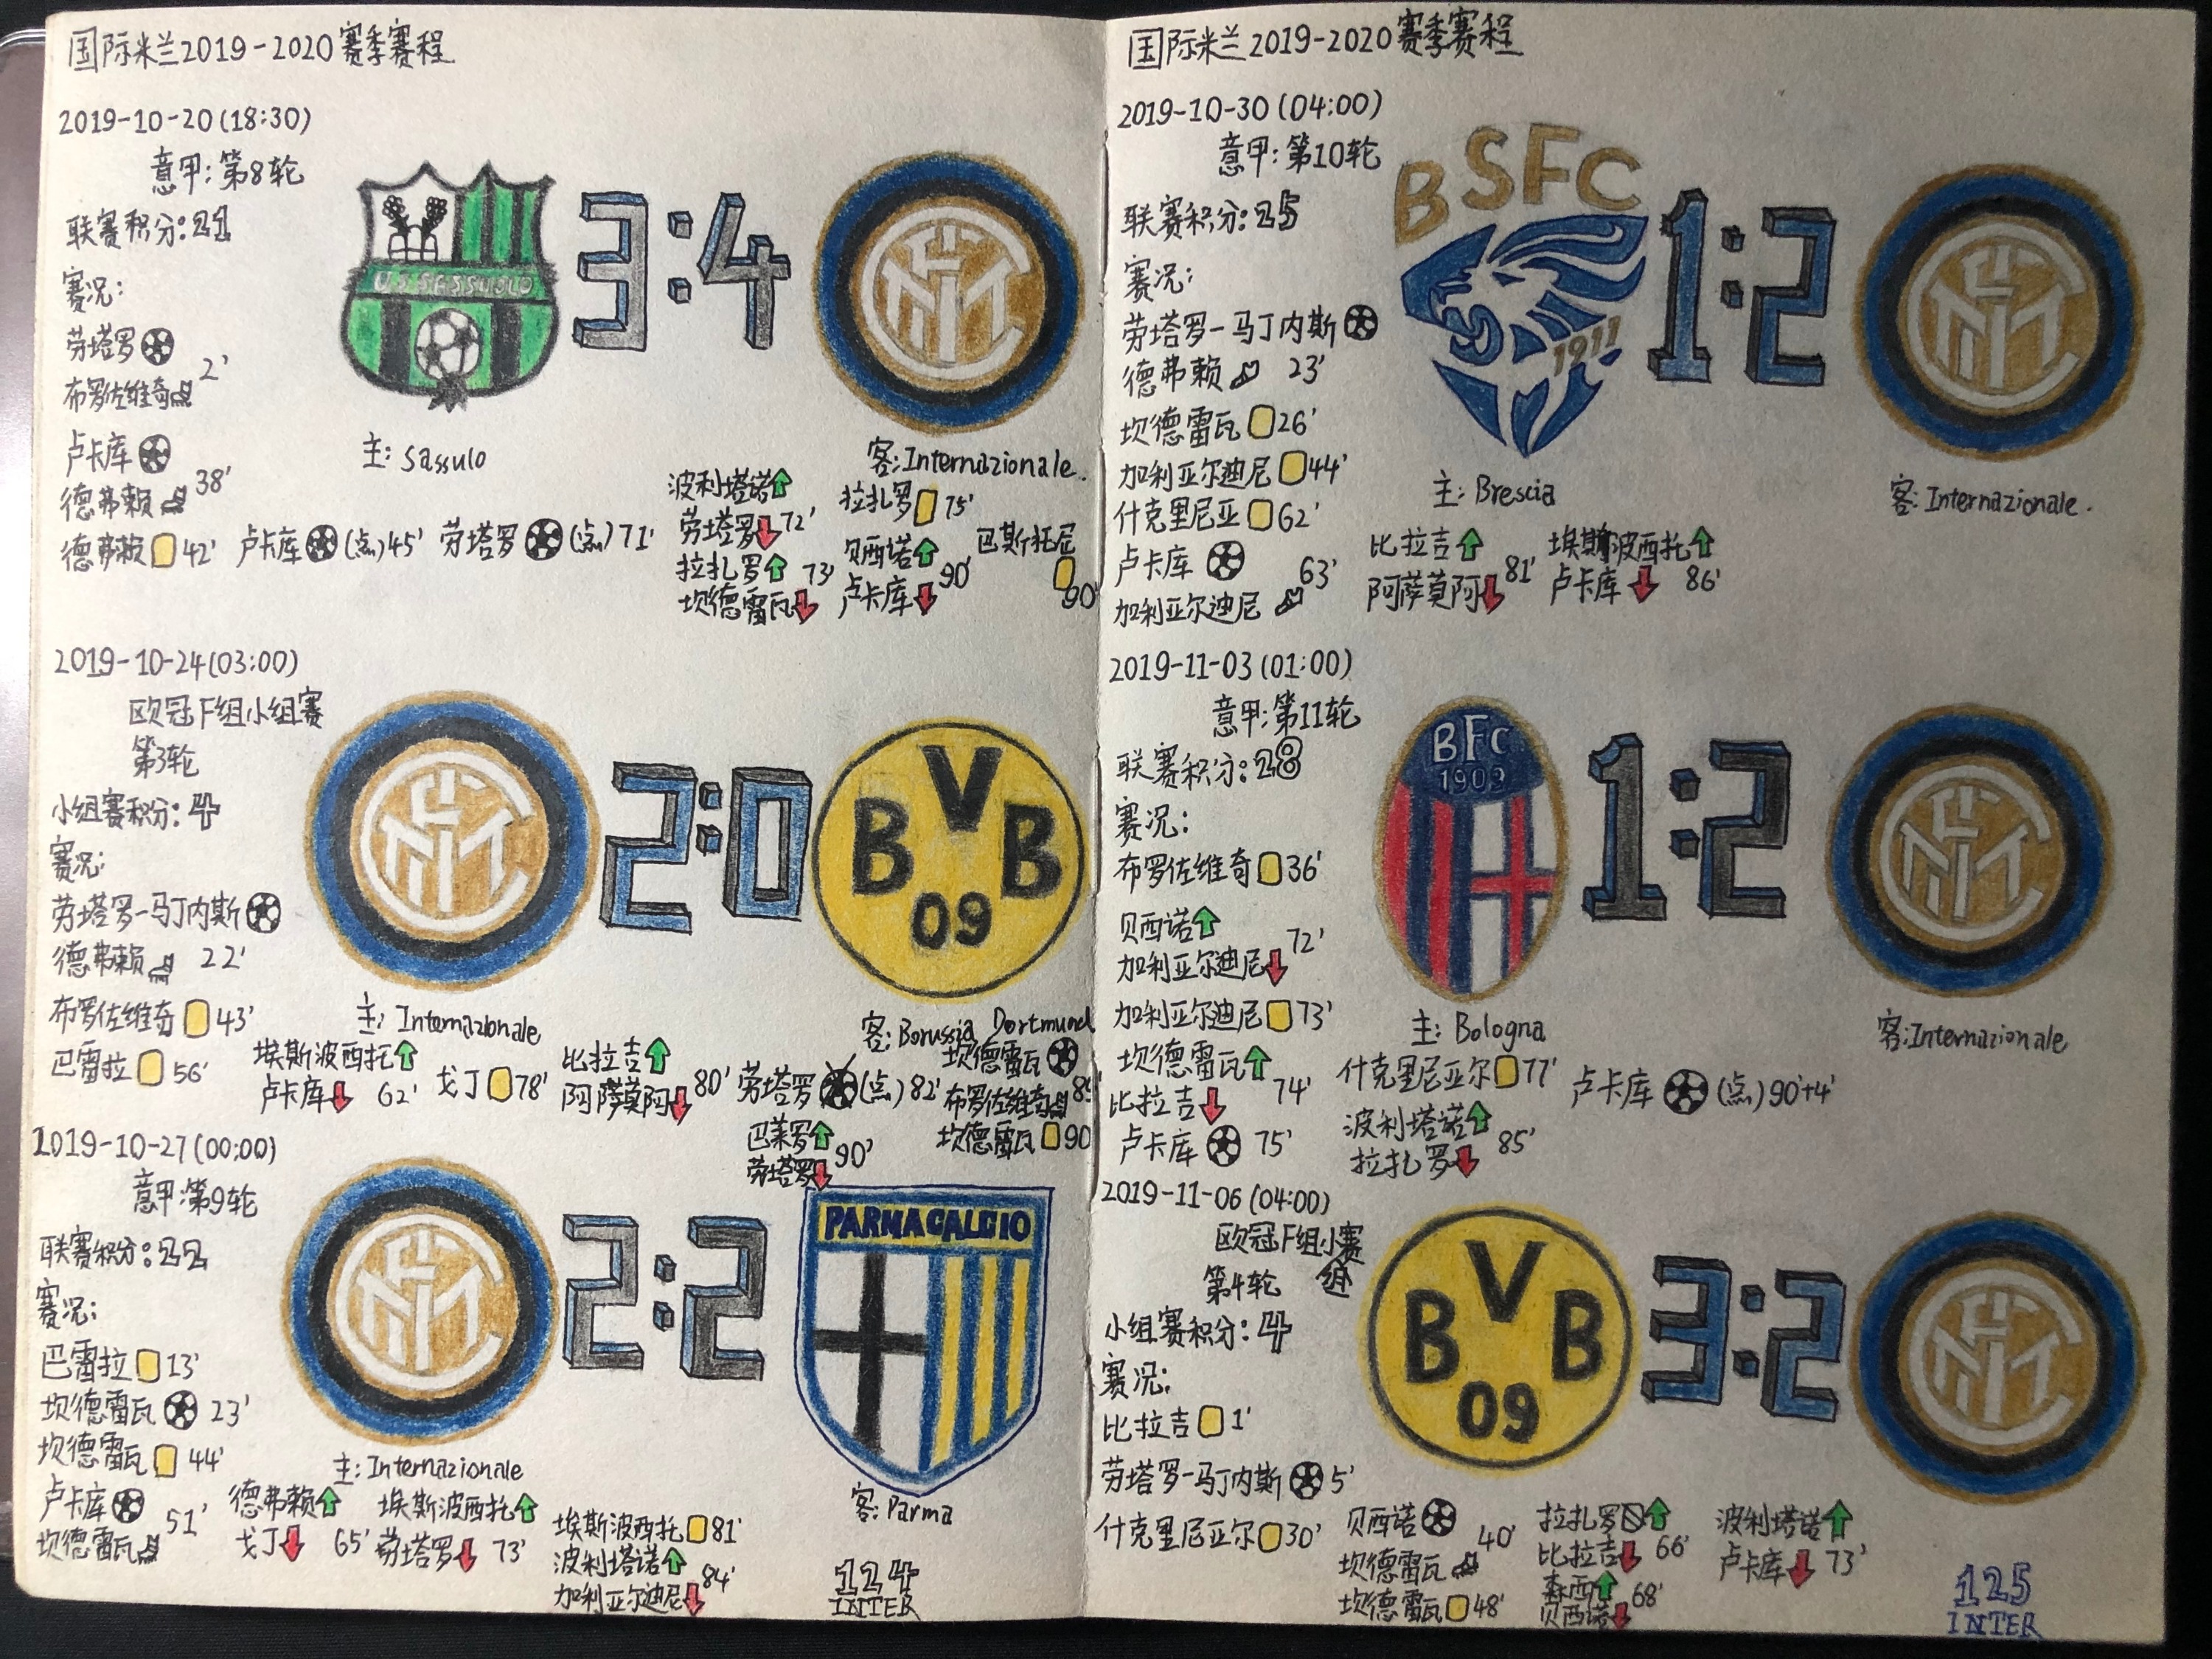 国际米兰2019-2020赛季赛程
2019-10-20(18:30)
意甲:第8轮
联赛积分:21
赛况:
劳塔罗
布罗佐维奇 2'
卢卡库
德弗赖 38'
德弗赖 42' 卢卡库 (点)45' 劳塔罗 (点)71'
U S SASSUOLO
3:4
主: Sassulo
客:Internazionale.
波利塔诺
劳塔罗 72'
拉扎罗 73'
坎德雷瓦
拉扎罗 75'
贝西诺
卢卡库 90'
巴斯托尼
90'
2019-10-24(03:00)
欧冠F组小组赛
第3轮
小组赛积分:4
赛况:
劳塔罗-马丁内斯
德弗赖 22'
布罗佐维奇 43'
巴雷拉 56'
2:0
BVB
09
主: Internazionale
客: Borussia Dortmund
埃斯波西托
卢卡库 62'
戈丁 78'
比拉吉
阿萨莫阿 80'
劳塔罗 (点)82'
坎德雷瓦
布罗佐维奇 89'
巴莱罗
劳塔罗 90'
坎德雷瓦 90
2019-10-27(00:00)
意甲:第9轮
联赛积分:22
赛况:
巴雷拉 13'
坎德雷瓦 23'
坎德雷瓦 44'
卢卡库
坎德雷瓦 51'
2:2
PARMACALCIO
主:Internazionale
客: Parma
德弗赖
戈丁 65'
埃斯波西托
劳塔罗 73'
埃斯波西托 81'
波利塔诺
加利亚尔迪尼 84'
124
INTER
国际米兰2019-2020赛季赛程
2019-10-30(04:00)
意甲:第10轮
联赛积分:25
赛况:
劳塔罗-马丁内斯
德弗赖 23'
坎德雷瓦 26'
加利亚尔迪尼 44'
什克里尼亚 62'
卢卡库
加利亚尔迪尼 63'
BSFC
1911
1:2
主: Brescia
客: Internazionale.
比拉吉
阿萨莫阿 81'
埃斯波西托
卢卡库 86'
2019-11-03(01:00)
意甲:第11轮
联赛积分:28
赛况:
布罗佐维奇 36'
贝西诺
加利亚尔迪尼 72'
加利亚尔迪尼 73'
坎德雷瓦
比拉吉 74'
卢卡库 75'
BFC
1909
1:2
主: Bologna
客:Internazionale
什克里尼亚尔 77'
波利塔诺
拉扎罗 85'
卢卡库 (点)90'+4'
2019-11-06(04:00)
欧冠F组小赛
组
第4轮
小组赛积分:4
赛况:
比拉吉 1'
劳塔罗-马丁内斯 5'
什克里尼亚尔 30'
BVB
09
3:2
贝西诺
坎德雷瓦 40'
坎德雷瓦 48'
拉扎罗
比拉吉 66'
森西
贝西诺 68'
波利塔诺
卢卡库 73'
125
INTER